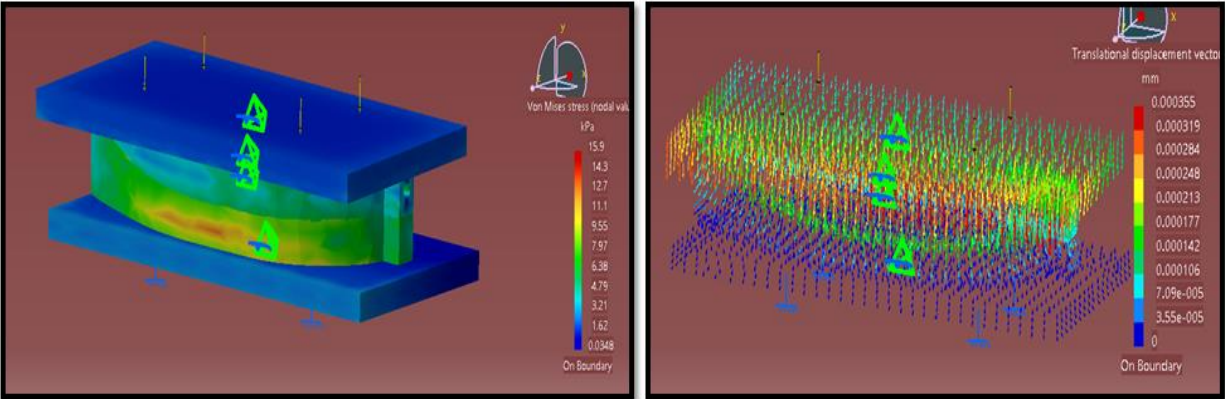 y
x
z
Von Mises stress (nodal valu
kPa
15.9
14.3
12.7
11.1
9.55
7.97
6.38
4.79
3.21
1.62
0.0348
On Boundary
x
Translational displacement vector
mm
0.000355
0.000319
0.000284
0.000248
0.000213
0.000177
0.000142
0.000106
7.09e-005
3.55e-005
0
On Boundary